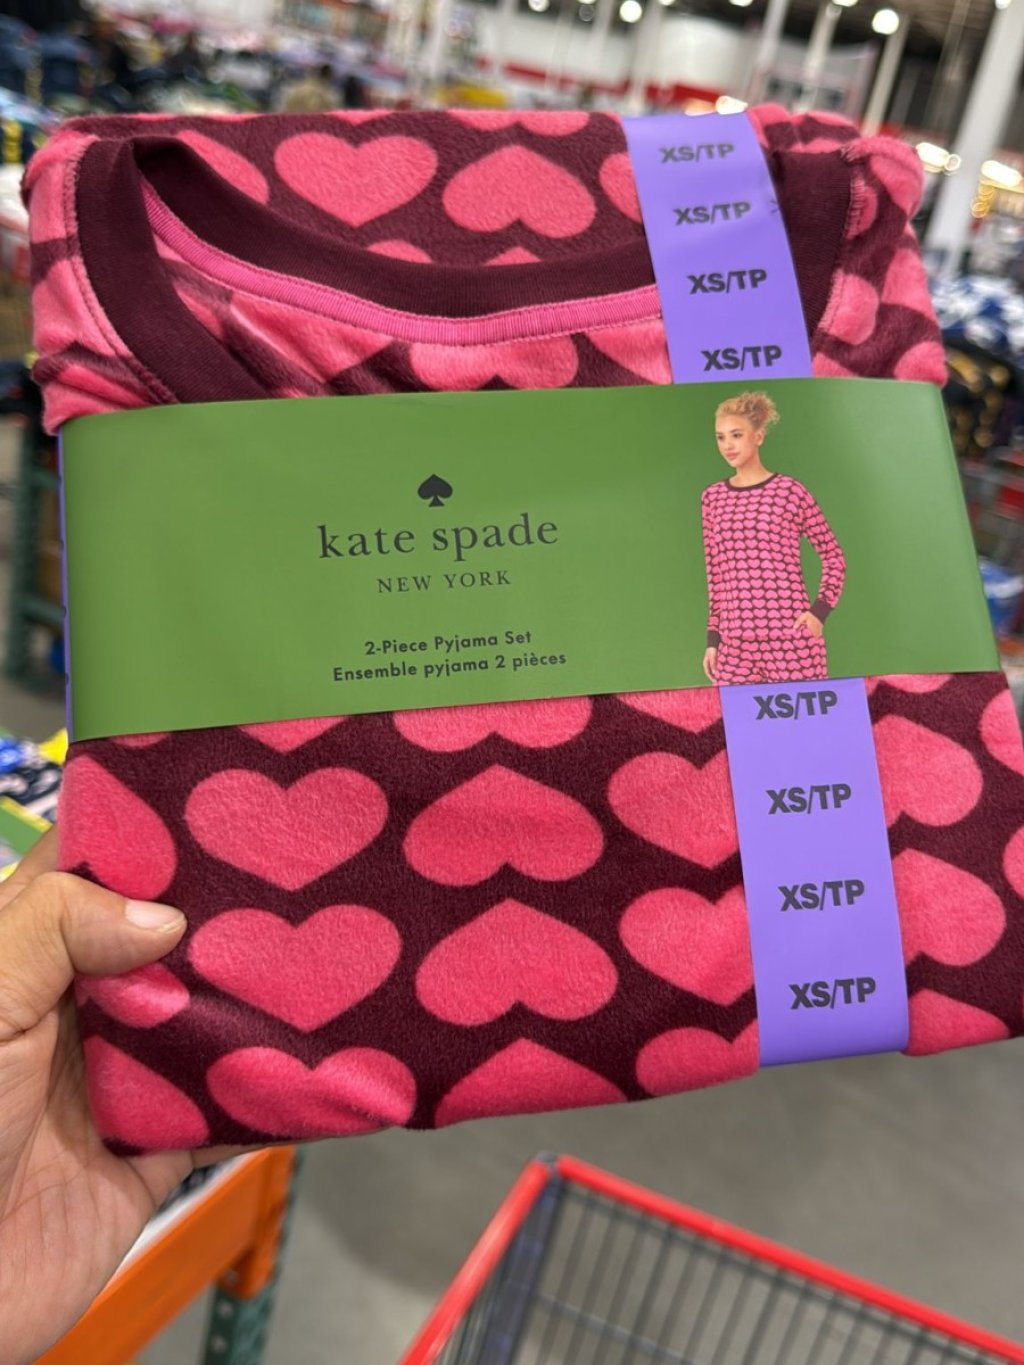 XS/TP
XS/TP
XS/TP
XS/TP
kate spade
NEW YORK
2-Piece Pyjama Set
Ensemble pyjama 2 pièces
XS/TP
XS/TP
XS/TP
XS/TP